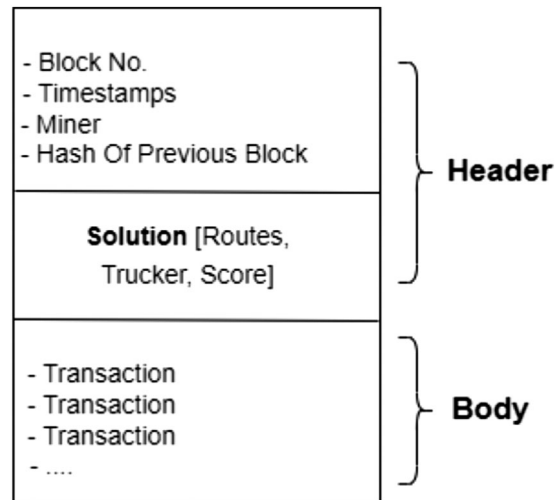 - Block No.
- Timestamps
- Miner
- Hash Of Previous Block
Header
Solution [Routes,
Trucker, Score]
- Transaction
- Transaction
- Transaction
- ....
Body